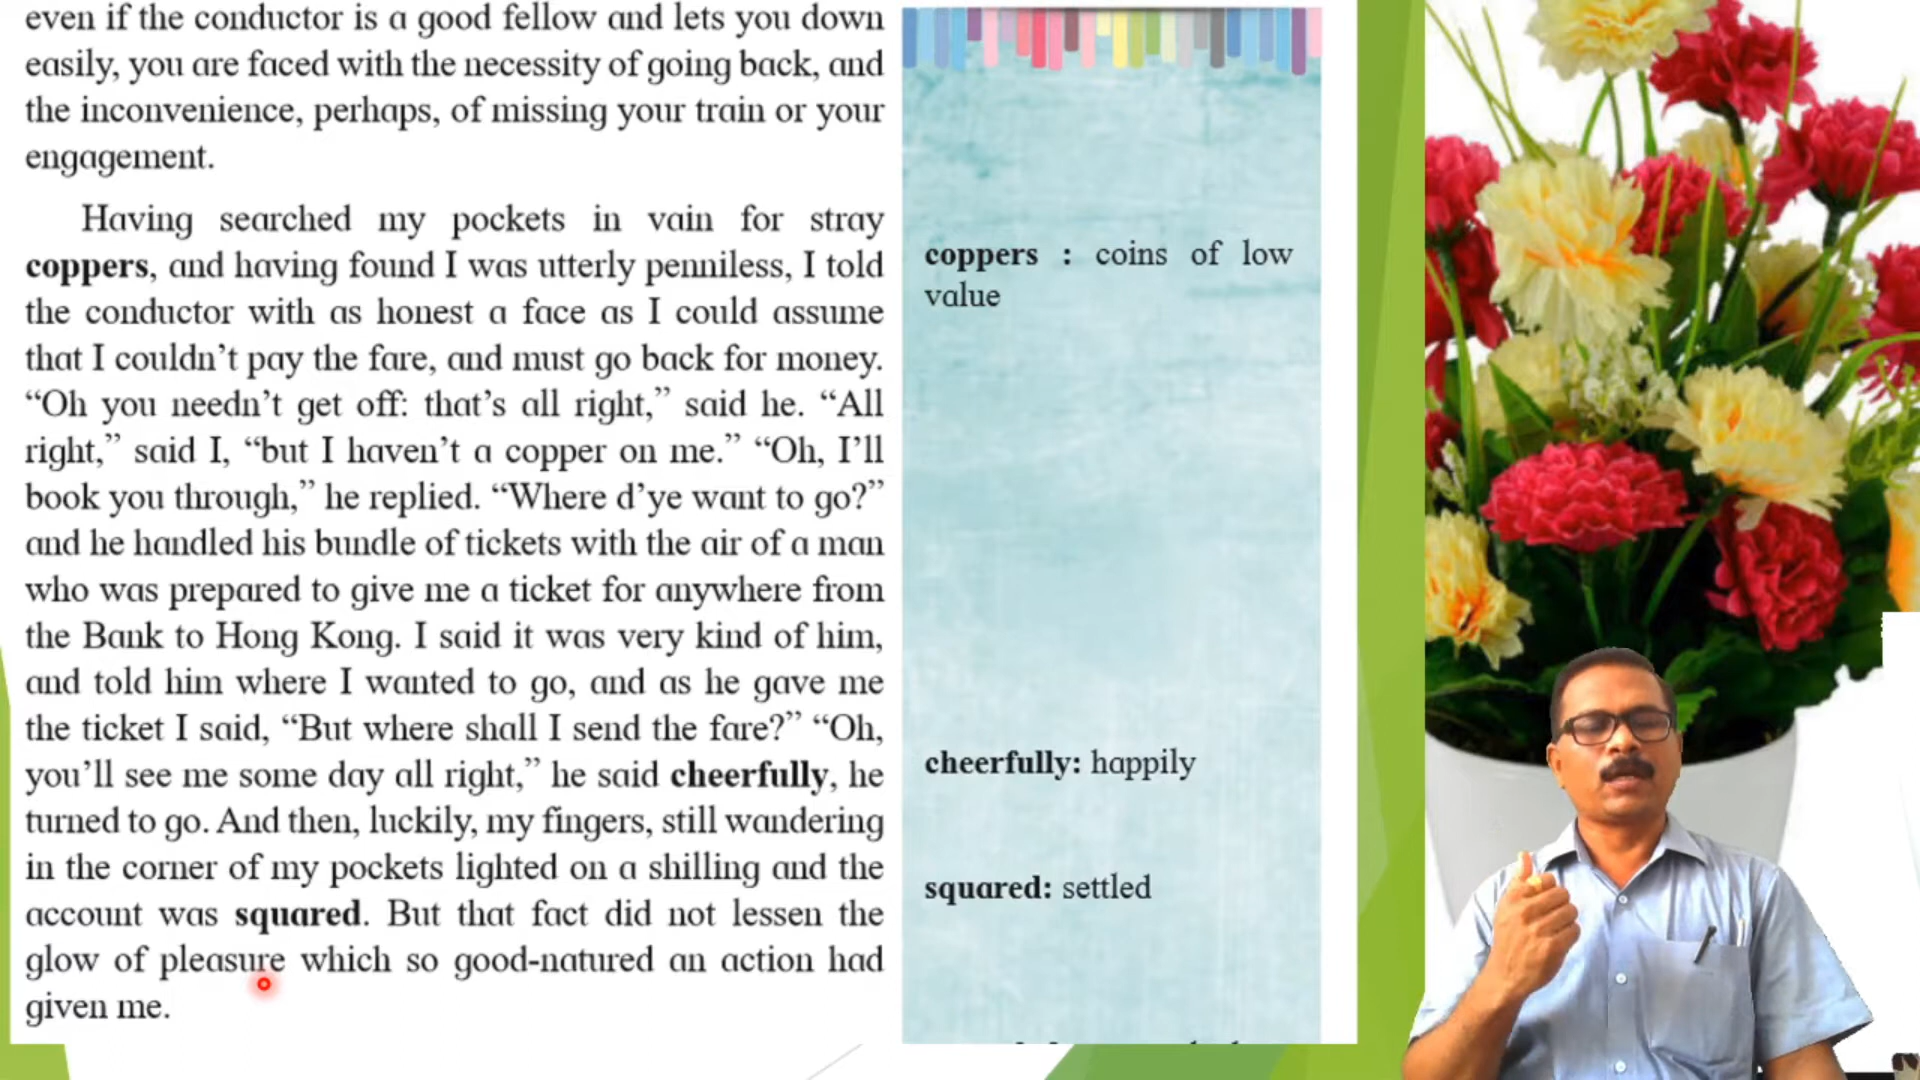 even if the conductor is a good fellow and lets you down
easily, you are faced with the necessity of going back, and
the inconvenience, perhaps, of missing your train or your
engagement.
Having searched my pockets in vain for stray
coppers, and having found I was utterly penniless, I told
the conductor with as honest a face as I could assume
that I couldn’t pay the fare, and must go back for money.
“Oh you needn’t get off: that’s all right,” said he. “All
right,” said I, “but I haven’t a copper on me.” “Oh, I’ll
book you through,” he replied. “Where d’ye want to go?”
and he handled his bundle of tickets with the air of a man
who was prepared to give me a ticket for anywhere from
the Bank to Hong Kong. I said it was very kind of him,
and told him where I wanted to go, and as he gave me
the ticket I said, “But where shall I send the fare?” “Oh,
you’ll see me some day all right,” he said cheerfully, he
turned to go. And then, luckily, my fingers, still wandering
in the corner of my pockets lighted on a shilling and the
account was squared. But that fact did not lessen the
glow of pleasure which so good-natured an action had
given me.
coppers : coins of low
value
cheerfully: happily
squared: settled